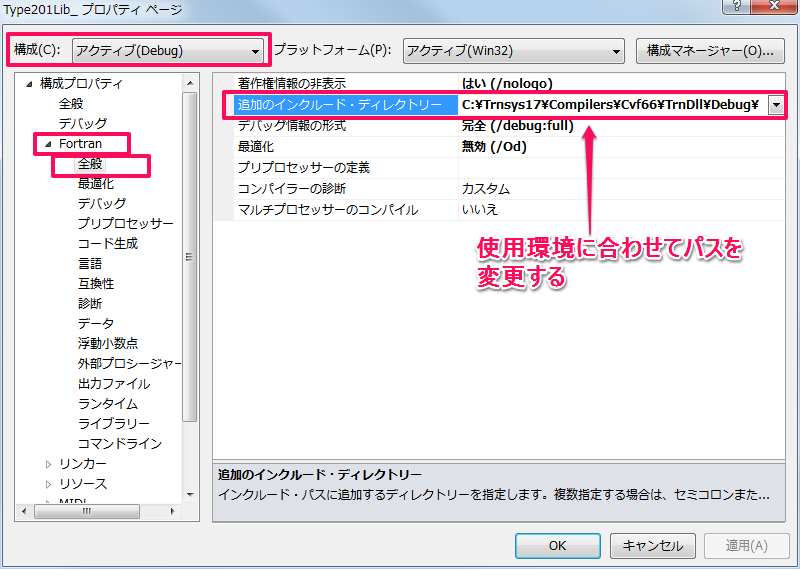 Type201Lib_ プロパティ ページ
構成(C): アクティブ(Debug) プラットフォーム(P): アクティブ(Win32) 構成マネージャー(O)...
構成プロパティ
全般
デバッグ
Fortran
全般
最適化
デバッグ
プリプロセッサー
コード生成
言語
互換性
診断
データ
浮動小数点
外部プロシージャー
出力ファイル
ランタイム
ライブラリー
コマンドライン
リンカー
リソース
MIDL
著作権情報の非表示 はい (/nologo)
追加のインクルード・ディレクトリー C:¥Trnsys17¥Compilers¥Cvf66¥TrnDll¥Debug¥
デバッグ情報の形式 完全 (/debug:full)
最適化 無効 (/Od)
プリプロセッサーの定義
コンパイラーの診断 カスタム
マルチプロセッサーのコンパイル いいえ
使用環境に合わせてパスを
変更する
追加のインクルード・ディレクトリー
インクルード・パスに追加するディレクトリーを指定します。複数指定する場合は、セミコロンまた...
OK キャンセル 適用(A)